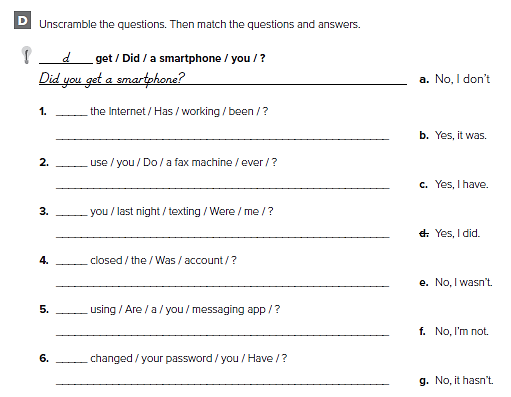 D Unscramble the questions. Then match the questions and answers.
d get / Did / a smartphone / you / ?
Did you get a smartphone?
a. No, I don't
1. ______ the Internet / Has / working / been / ?
b. Yes, it was.
2. ______ use / you / Do / a fax machine / ever / ?
c. Yes, I have.
3. ______ you / last night / texting / Were / me / ?
d. Yes, I did.
4. ______ closed / the / Was / account / ?
e. No, I wasn't.
5. ______ using / Are / a / you / messaging app / ?
f. No, I'm not.
6. ______ changed / your password / you / Have / ?
g. No, it hasn't.